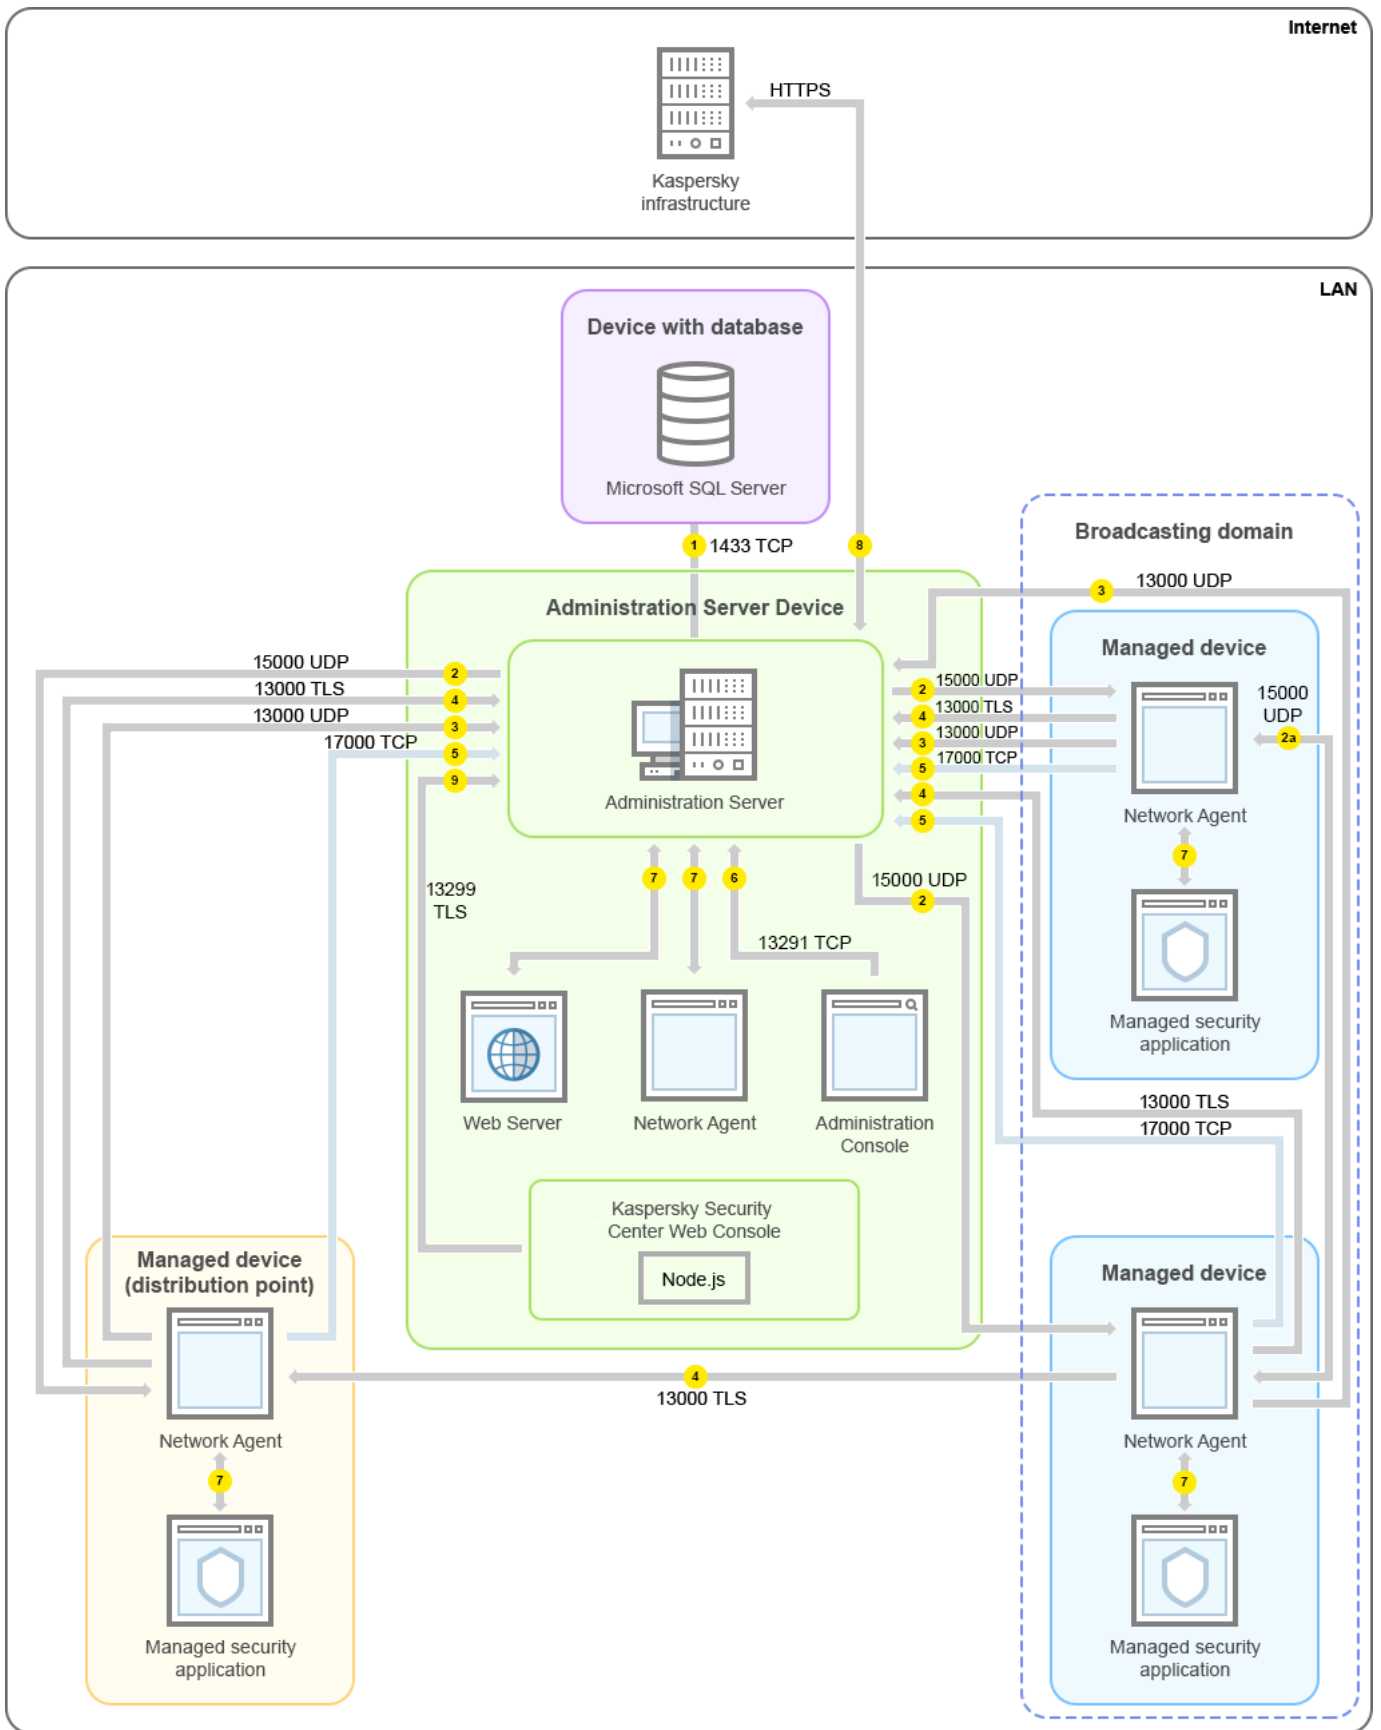 Internet
HTTPS
Kaspersky
infrastructure
LAN
Device with database
Microsoft SQL Server
1
1433 TCP
8
Broadcasting domain
13000 UDP
3
Administration Server Device
Managed device
15000 UDP
2
13000 TLS
4
13000 UDP
3
17000 TCP
5
9
Administration Server
15000 UDP
2
13000 TLS
4
13000 UDP
3
17000 TCP
5
4
5
15000
UDP
2a
Network Agent
7
Managed security
application
13299
TLS
7
7
6
15000 UDP
2
13291 TCP
Web Server
Network Agent
Administration
Console
13000 TLS
17000 TCP
Kaspersky Security
Center Web Console
Node.js
Managed device
(distribution point)
Network Agent
7
Managed security
application
4
13000 TLS
Managed device
Network Agent
7
Managed security
application